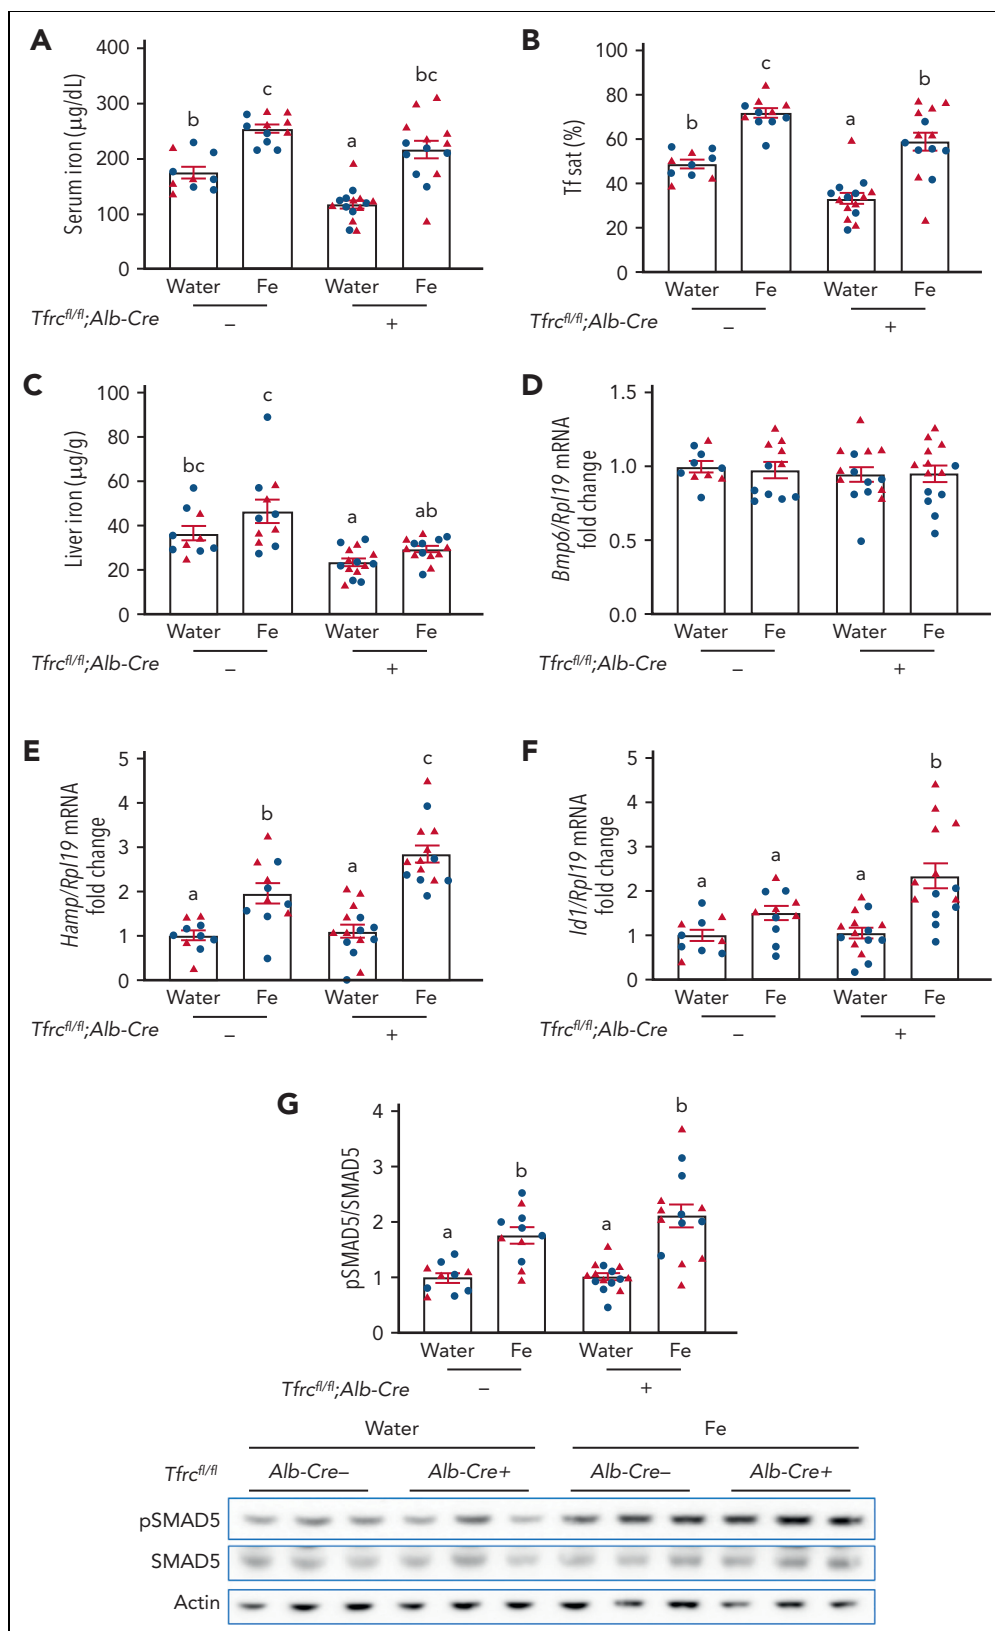 A
Serum iron (μg/dL)
400
300
200
100
0
b
c
a
bc
Water Fe Water Fe
Tfrcfl/fl;Alb-Cre
– +
B
Tf sat (%)
100
80
60
40
20
0
b
c
a
b
Water Fe Water Fe
Tfrcfl/fl;Alb-Cre
– +
C
Liver iron (μg/g)
100
80
60
40
20
0
bc
c
a
ab
Water Fe Water Fe
Tfrcfl/fl;Alb-Cre
– +
D
Bmp6/Rpl19 mRNA
fold change
1.5
1.0
0.5
0.0
Water Fe Water Fe
Tfrcfl/fl;Alb-Cre
– +
E
Hamp/Rpl19 mRNA
fold change
5
4
3
2
1
0
a
b
a
c
Water Fe Water Fe
Tfrcfl/fl;Alb-Cre
– +
F
Id1/Rpl19 mRNA
fold change
5
4
3
2
1
0
a
a
a
b
Water Fe Water Fe
Tfrcfl/fl;Alb-Cre
– +
G
pSMAD5/SMAD5
4
3
2
1
0
a
b
a
b
Water Fe Water Fe
Tfrcfl/fl;Alb-Cre
– +
Water Fe
Tfrcfl/fl Alb-Cre– Alb-Cre+ Alb-Cre– Alb-Cre+
pSMAD5
SMAD5
Actin